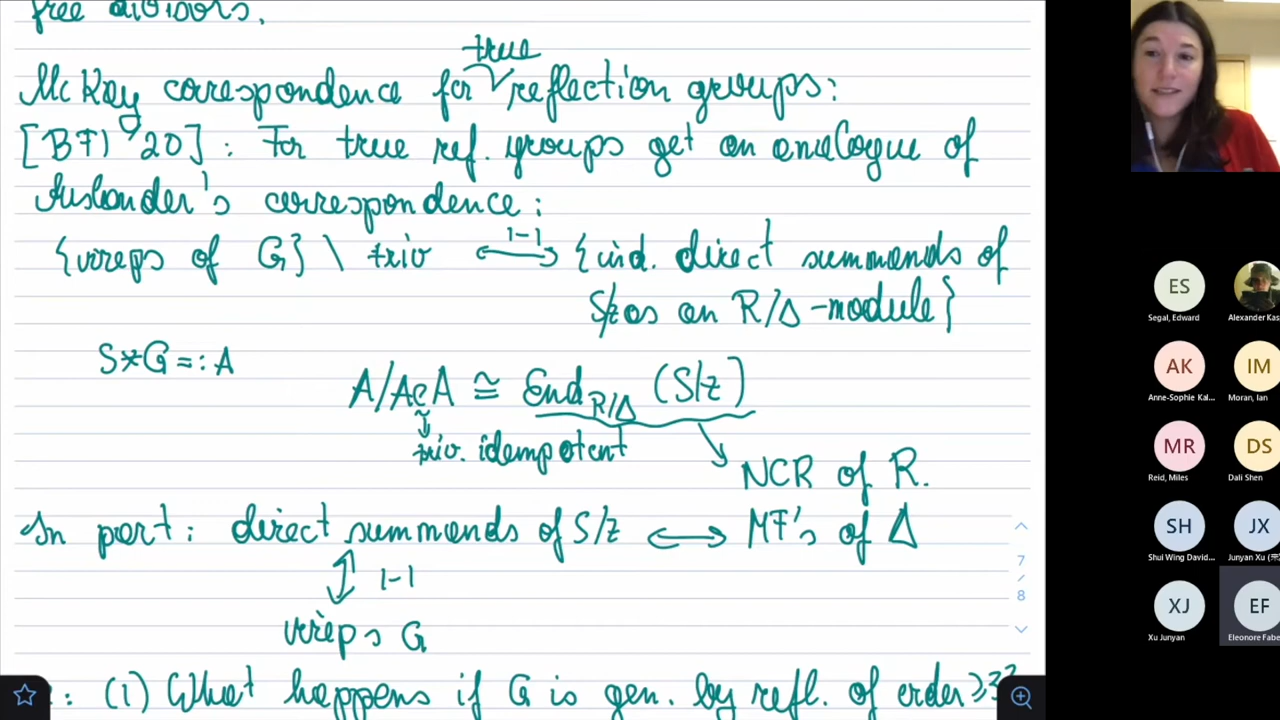 free divisors.
true
McKay correspondence for √ reflection groups:
[BFI '20]: For true ref. groups get an analogue of
Auslander's correspondence:
{irreps of G} \ triv ⟷ 1-1 {ind. direct summands of
S/z as an R/Δ-module}
S*G =: A
A/AeA ≅ End_{R/Δ} (S/z)
triv. idempotent
NCR of R.
In part: direct summands of S/z ⟷ MF's of Δ
↕ 1-1
irreps G
: (1) What happens if G is gen. by refl. of order ≥3?
7
/
8
ES
Segal, Edward
Alexander Kas
AK
Anne-Sophie Kal...
IM
Moran, Ian
MR
Reid, Miles
DS
Dali Shen
SH
Shui Wing David...
JX
Junyan Xu
XJ
Xu Junyan
EF
Eleonore Fabe